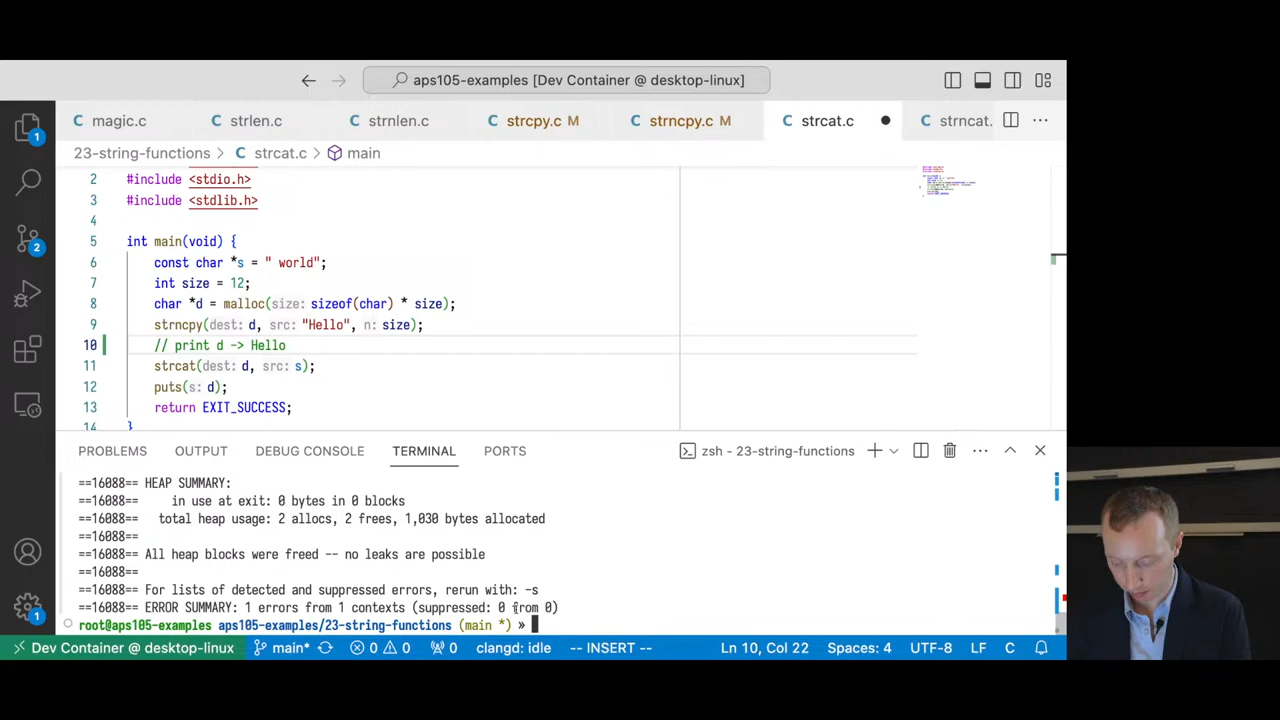 aps105-examples [Dev Container @ desktop-linux]
magic.c
strlen.c
strnlen.c
strcpy.c M
strncpy.c M
strcat.c
strncat.
23-string-functions > C strcat.c > main
2 #include <stdio.h>
3 #include <stdlib.h>
4
5 int main(void) {
6 const char *s = " world";
7 int size = 12;
8 char *d = malloc(size: sizeof(char) * size);
9 strncpy(dest: d, src: "Hello", n: size);
10 // print d -> Hello
11 strcat(dest: d, src: s);
12 puts(s: d);
13 return EXIT_SUCCESS;
14 }
PROBLEMS OUTPUT DEBUG CONSOLE TERMINAL PORTS zsh - 23-string-functions
==16088== HEAP SUMMARY:
==16088== in use at exit: 0 bytes in 0 blocks
==16088== total heap usage: 2 allocs, 2 frees, 1,030 bytes allocated
==16088==
==16088== All heap blocks were freed -- no leaks are possible
==16088==
==16088== For lists of detected and suppressed errors, rerun with: -s
==16088== ERROR SUMMARY: 1 errors from 1 contexts (suppressed: 0 from 0)
root@aps105-examples aps105-examples/23-string-functions (main *) »
Dev Container @ desktop-linux main* 0 0 0 clangd: idle -- INSERT -- Ln 10, Col 22 Spaces: 4 UTF-8 LF C